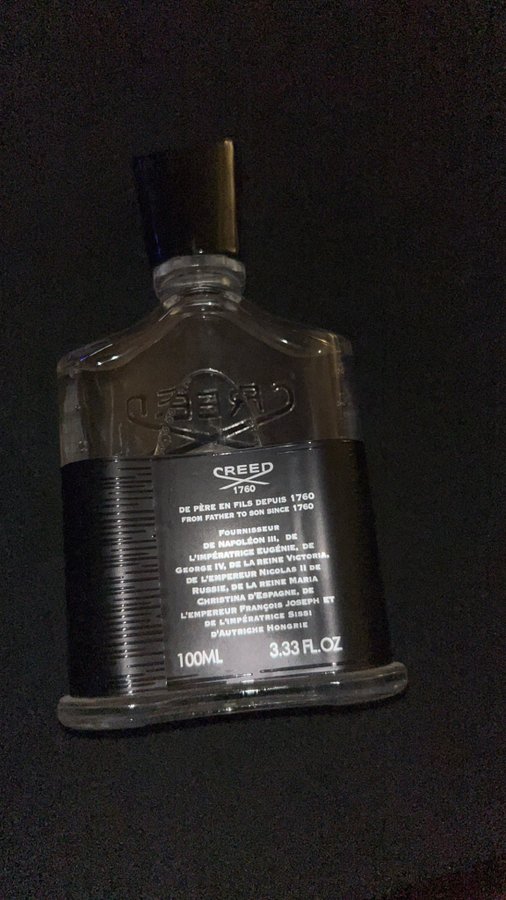 CREED
CREED
1760
DE PÈRE EN FILS DEPUIS 1760
FROM FATHER TO SON SINCE 1760
FOURNISSEUR
DE NAPOLÉON III, DE
L'IMPÉRATRICE EUGÉNIE, DE
GEORGE IV, DE LA REINE VICTORIA,
DE L'EMPEREUR NICOLAS II DE
RUSSIE, DE LA REINE MARIA
CHRISTINA D'ESPAGNE, DE
L'EMPEREUR FRANÇOIS JOSEPH ET
DE L'IMPÉRATRICE SISSI
D'AUTRICHE HONGRIE
100ML 3.33 FL.OZ